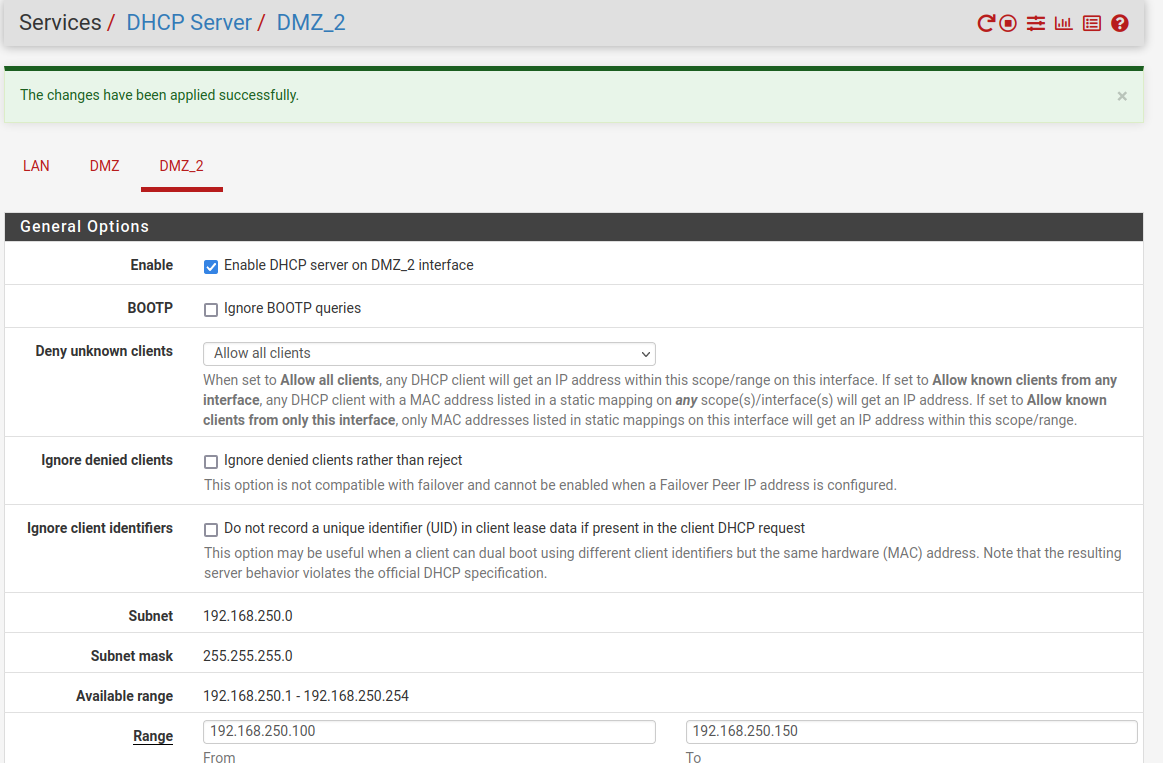 Services / DHCP Server / DMZ_2
The changes have been applied successfully.
×
LAN DMZ DMZ_2
General Options
Enable Enable DHCP server on DMZ_2 interface
BOOTP Ignore BOOTP queries
Deny unknown clients Allow all clients
When set to Allow all clients, any DHCP client will get an IP address within this scope/range on this interface. If set to Allow known clients from any
interface, any DHCP client with a MAC address listed in a static mapping on any scope(s)/interface(s) will get an IP address. If set to Allow known
clients from only this interface, only MAC addresses listed in static mappings on this interface will get an IP address within this scope/range.
Ignore denied clients Ignore denied clients rather than reject
This option is not compatible with failover and cannot be enabled when a Failover Peer IP address is configured.
Ignore client identifiers Do not record a unique identifier (UID) in client lease data if present in the client DHCP request
This option may be useful when a client can dual boot using different client identifiers but the same hardware (MAC) address. Note that the resulting
server behavior violates the official DHCP specification.
Subnet 192.168.250.0
Subnet mask 255.255.255.0
Available range 192.168.250.1 - 192.168.250.254
Range 192.168.250.100 192.168.250.150
From To